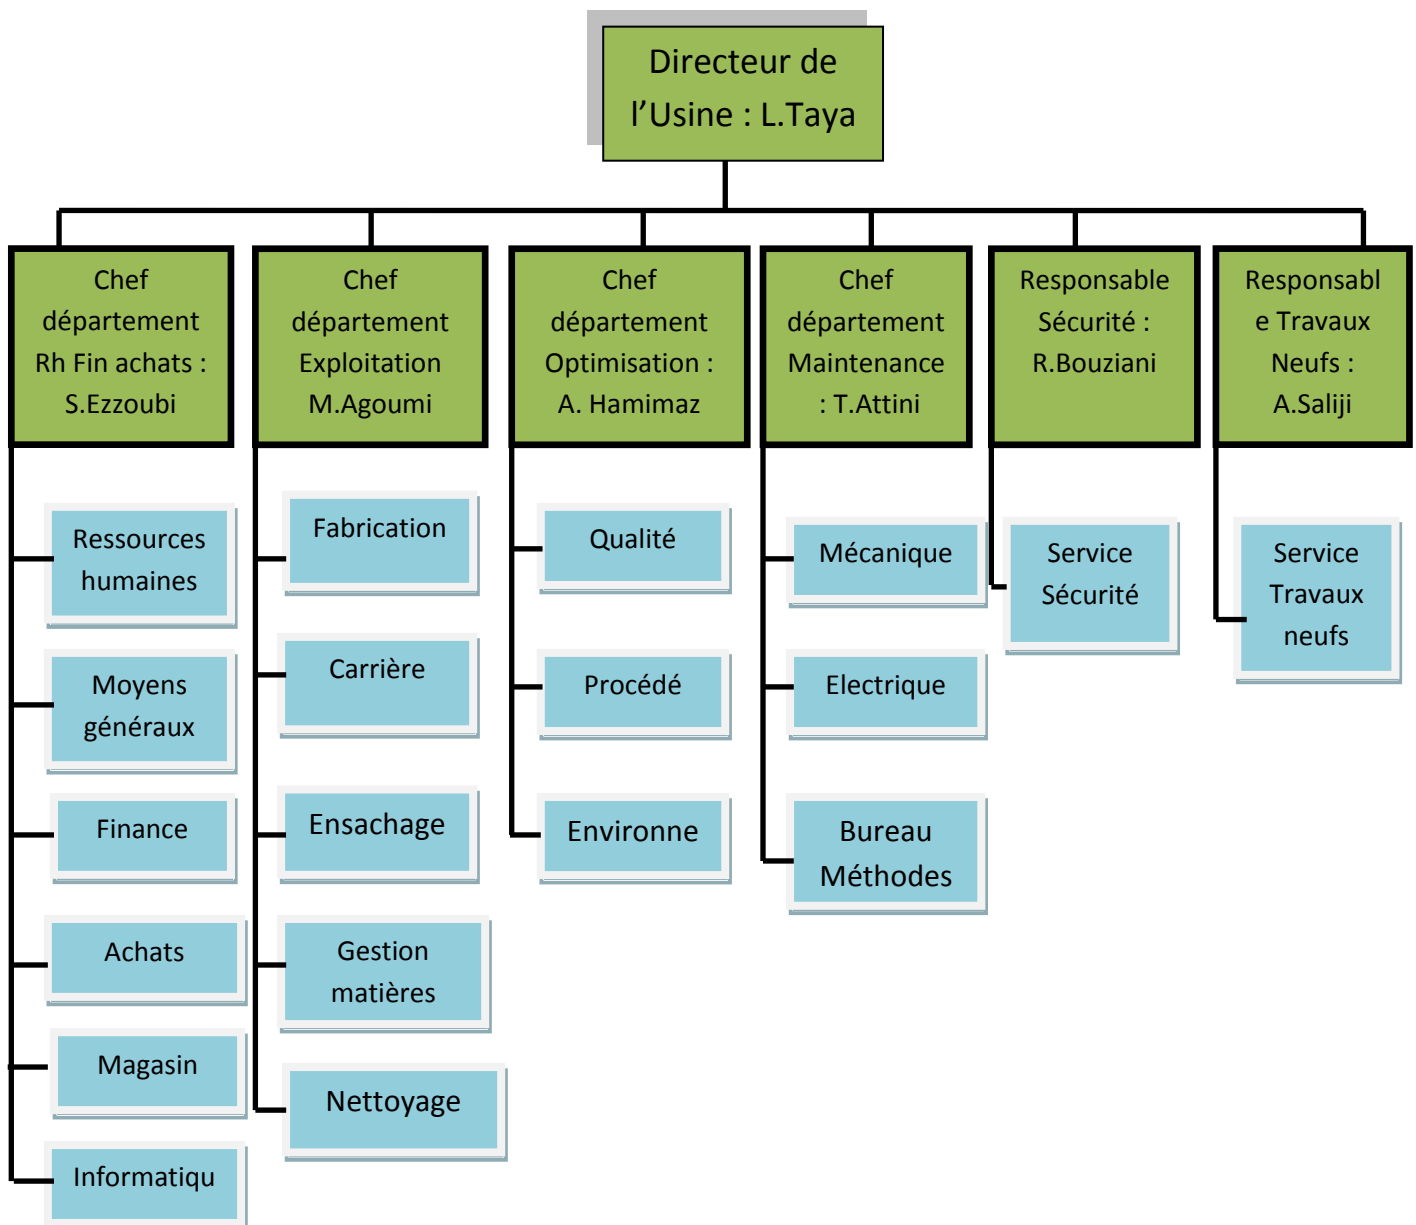 Directeur de
l'Usine : L.Taya
Chef
département
Rh Fin achats :
S.Ezzoubi
Chef
département
Exploitation
M.Agoumi
Chef
département
Optimisation :
A. Hamimaz
Chef
département
Maintenance
: T.Attini
Responsable
Sécurité :
R.Bouziani
Responsabl
e Travaux
Neufs :
A.Saliji
Ressources
humaines
Moyens
généraux
Finance
Achats
Magasin
Informatiqu
Fabrication
Carrière
Ensachage
Gestion
matières
Nettoyage
Qualité
Procédé
Environne
Mécanique
Electrique
Bureau
Méthodes
Service
Sécurité
Service
Travaux
neufs